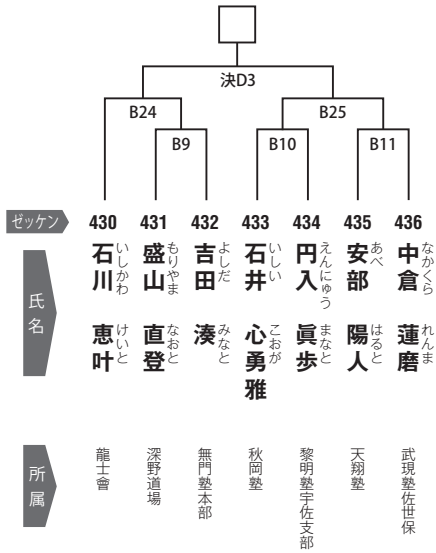 決D3
B24
B25
B9
B10
B11
ゼッケン
430
431
432
433
434
435
436
氏名
石川 恵叶
いしかわ けいと
盛山 直登
もりやま なおと
吉田 湊
よしだ みなと
石井 心勇雅
いしい こおが
円入 眞歩
えんにゅう まなと
安部 陽人
あべ はると
中倉 蓮磨
なかくら れんま
所属
龍士會
深野道場
無門塾本部
秋岡塾
黎明塾宇佐支部
天翔塾
武現塾佐世保